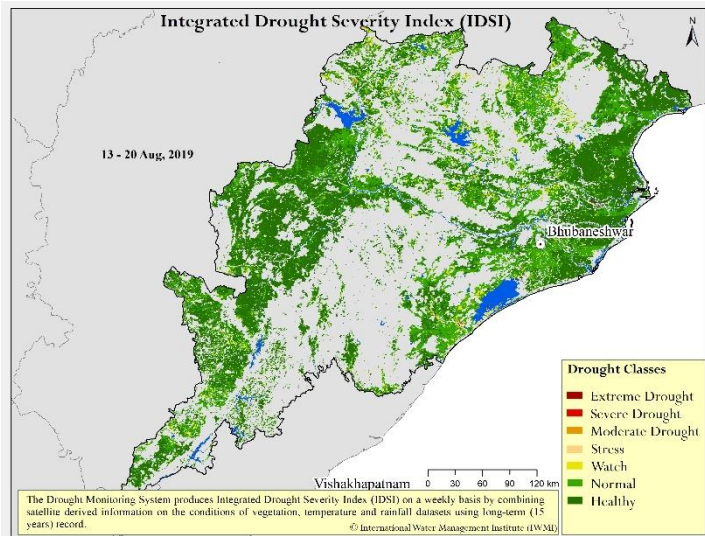 Integrated Drought Severity Index (IDSI)
N
13 - 20 Aug, 2019
Bhubaneshwar
Drought Classes
Extreme Drought
Severe Drought
Moderate Drought
Stress
Watch
Normal
Healthy
Vishakhapatnam
0 30 60 90 120 km
The Drought Monitoring System produces Integrated Drought Severity Index (IDSI) on a weekly basis by combining
satellite derived information on the conditions of vegetation, temperature and rainfall datasets using long-term (15
years) record.
© International Water Management Institute (IWMI)